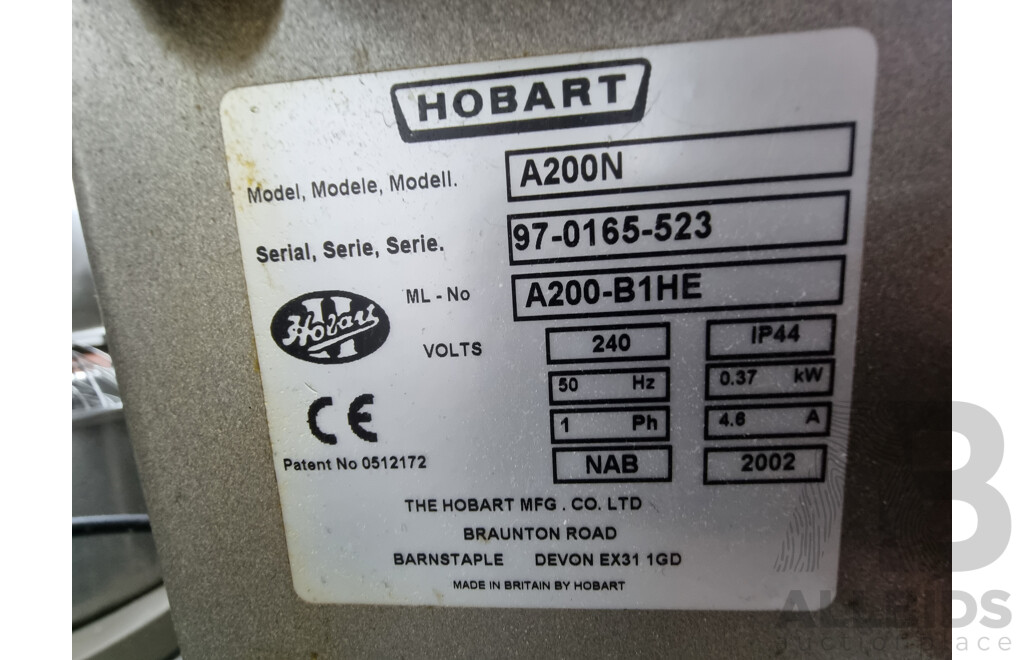 HOBART
Model, Modele, Modell. A200N
Serial, Serie, Serie. 97-0165-523
ML - No A200-B1HE
Hobart
VOLTS 240 IP44
50 Hz 0.37 kW
1 Ph 4.6 A
CE
NAB 2002
Patent No 0512172
THE HOBART MFG . CO. LTD
BRAUNTON ROAD
BARNSTAPLE DEVON EX31 1GD
MADE IN BRITAIN BY HOBART
ALLBIDS